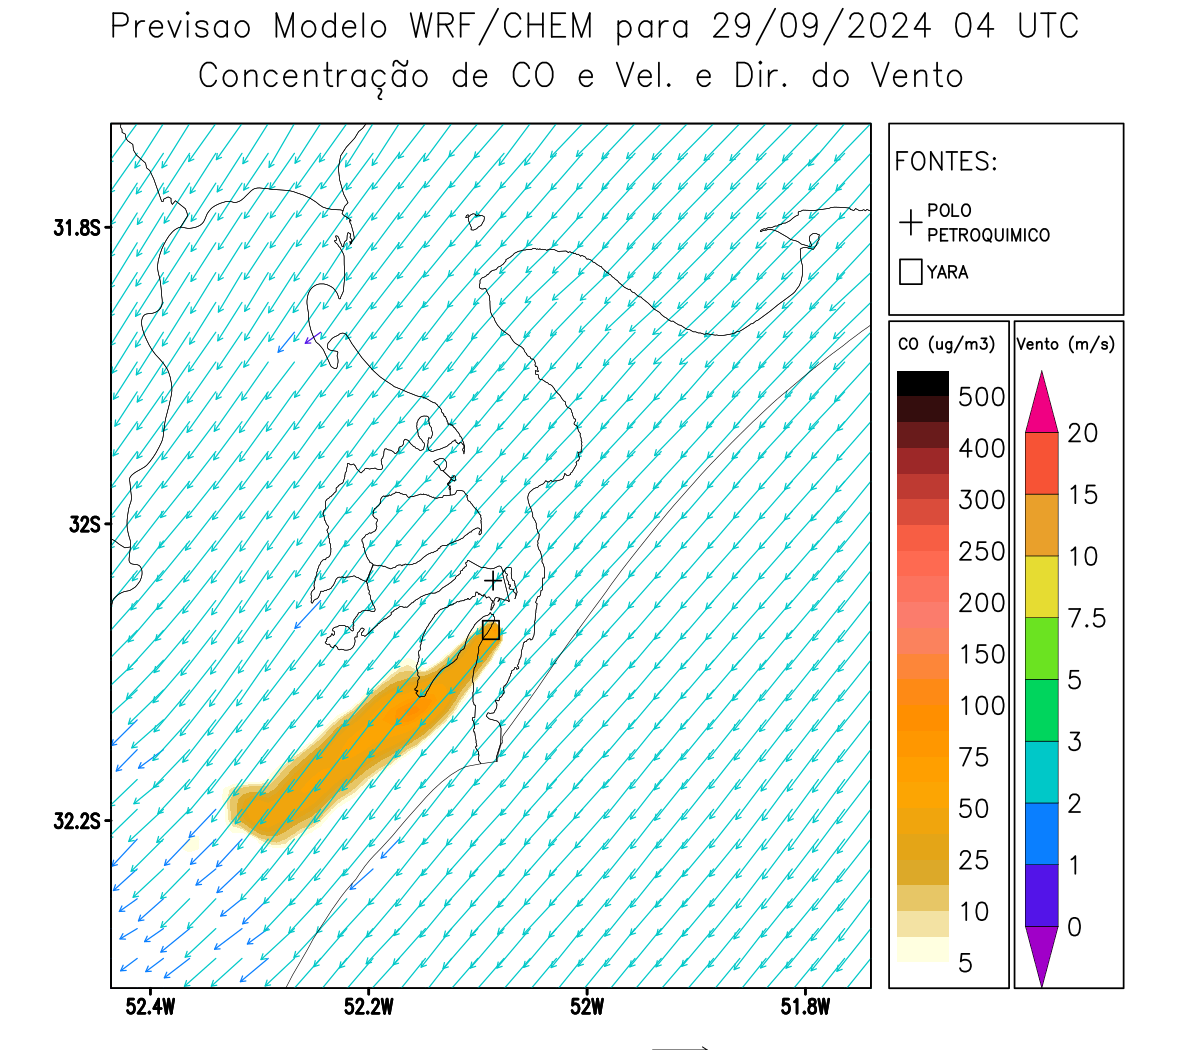 Previsao Modelo WRF/CHEM para 29/09/2024 04 UTC
Concentração de CO e Vel. e Dir. do Vento
FONTES:
POLO
PETROQUIMICO
YARA
CO (ug/m3)
500
400
300
250
200
150
100
75
50
25
10
5
Vento (m/s)
20
15
10
7.5
5
3
2
1
0
31.8S
32S
32.2S
52.4W
52.2W
52W
51.8W